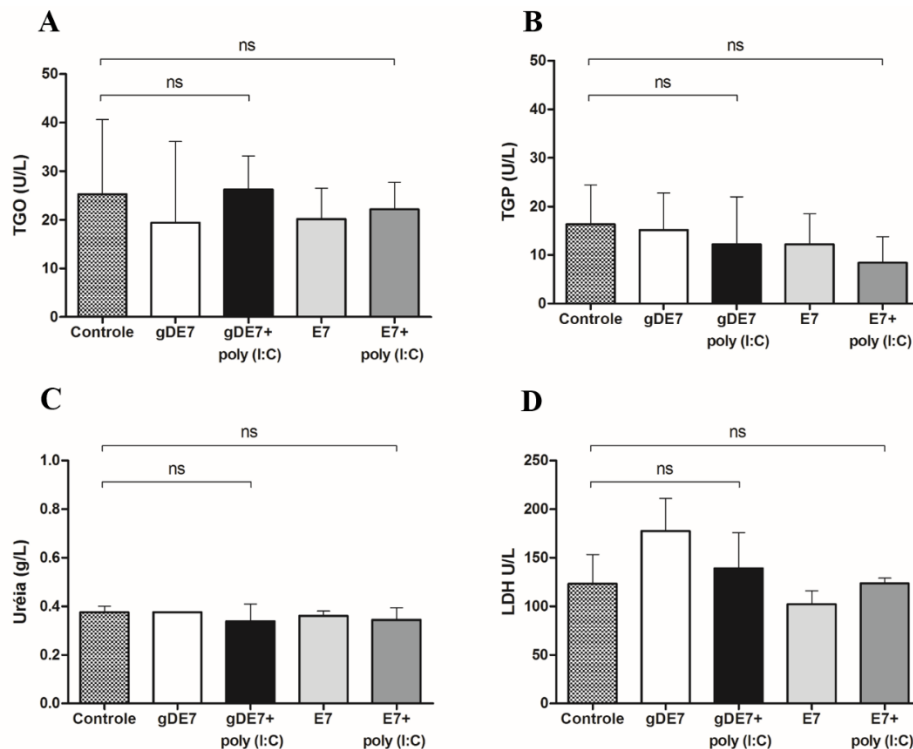 A
ns
ns
50
40
30
20
10
0
TGO (U/L)
Controle gDE7 gDE7+ E7 E7+
poly (I:C) poly (I:C)
B
ns
ns
50
40
30
20
10
0
TGP (U/L)
Controle gDE7 gDE7 E7 E7+
poly (I:C) poly (I:C)
C
ns
ns
1.0
0.8
0.6
0.4
0.2
0.0
Uréia (g/L)
Controle gDE7 gDE7+ E7 E7+
poly (I:C) poly (I:C)
D
ns
ns
250
200
150
100
50
0
LDH U/L
Controle gDE7 gDE7+ E7 E7+
poly (I:C) poly (I:C)